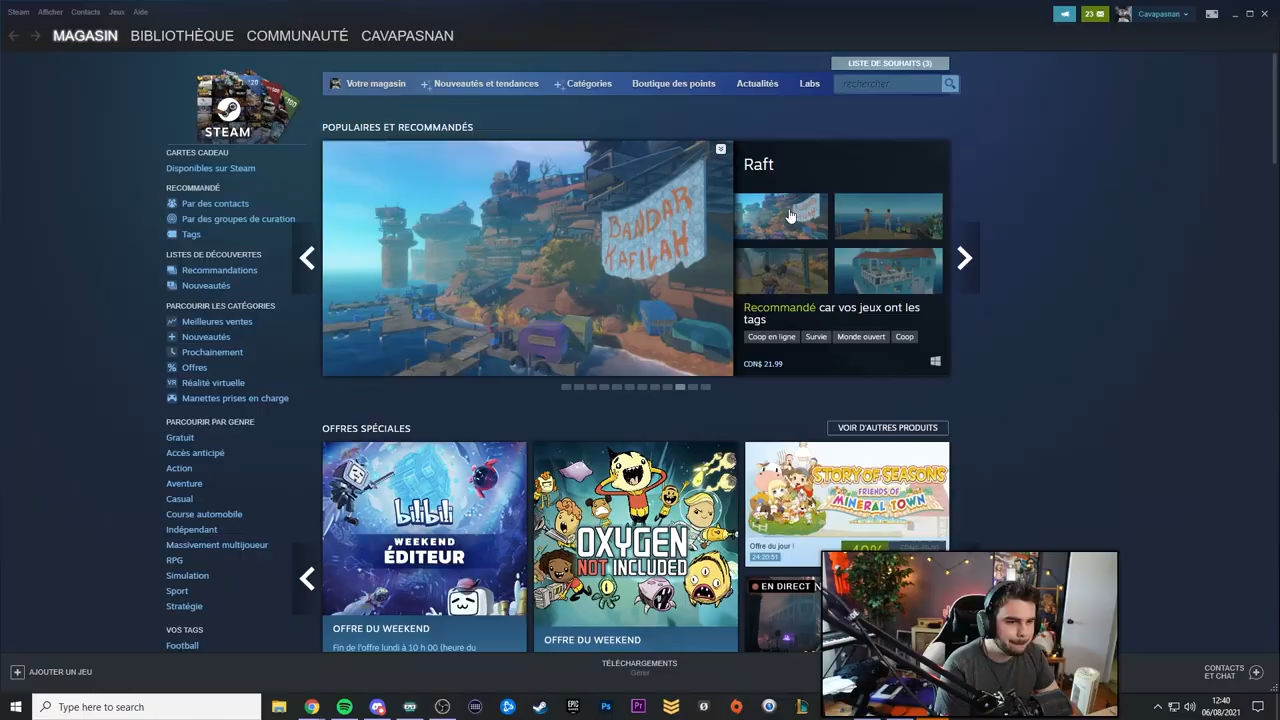 Steam Afficher Contacts Jeux Aide
23
Cavapasnan
MAGASIN BIBLIOTHÈQUE COMMUNAUTÉ CAVAPASNAN
LISTE DE SOUHAITS (3)
Votre magasin Nouveautés et tendances Catégories Boutique des points Actualités Labs rechercher
STEAM
100
CARTES CADEAU
Disponibles sur Steam
RECOMMANDÉ
Par des contacts
Par des groupes de curation
Tags
LISTES DE DÉCOUVERTES
Recommandations
Nouveautés
PARCOURIR LES CATÉGORIES
Meilleures ventes
Nouveautés
Prochainement
Offres
VR Réalité virtuelle
Manettes prises en charge
PARCOURIR PAR GENRE
Gratuit
Accès anticipé
Action
Aventure
Casual
Course automobile
Indépendant
Massivement multijoueur
RPG
Simulation
Sport
Stratégie
VOS TAGS
Football
POPULAIRES ET RECOMMANDÉS
BANDAR
KAFILAH
Raft
Recommandé car vos jeux ont les
tags
Coop en ligne Survie Monde ouvert Coop
CDN$ 21.99
OFFRES SPÉCIALES
VOIR D'AUTRES PRODUITS
bilibili
WEEKEND
ÉDITEUR
OFFRE DU WEEKEND
Fin de l'offre lundi à 10 h 00 (heure du
OXYGEN
NOT INCLUDED
OFFRE DU WEEKEND
STORY OF SEASONS
FRIENDS OF
MINERAL TOWN
Offre du jour !
24:20:51
EN DIRECT
AJOUTER UN JEU
TÉLÉCHARGEMENTS
Gérer
CONTACTS
ET CHAT
Type here to search
EPIC
Ps
Pr
12:40
06/08/2021